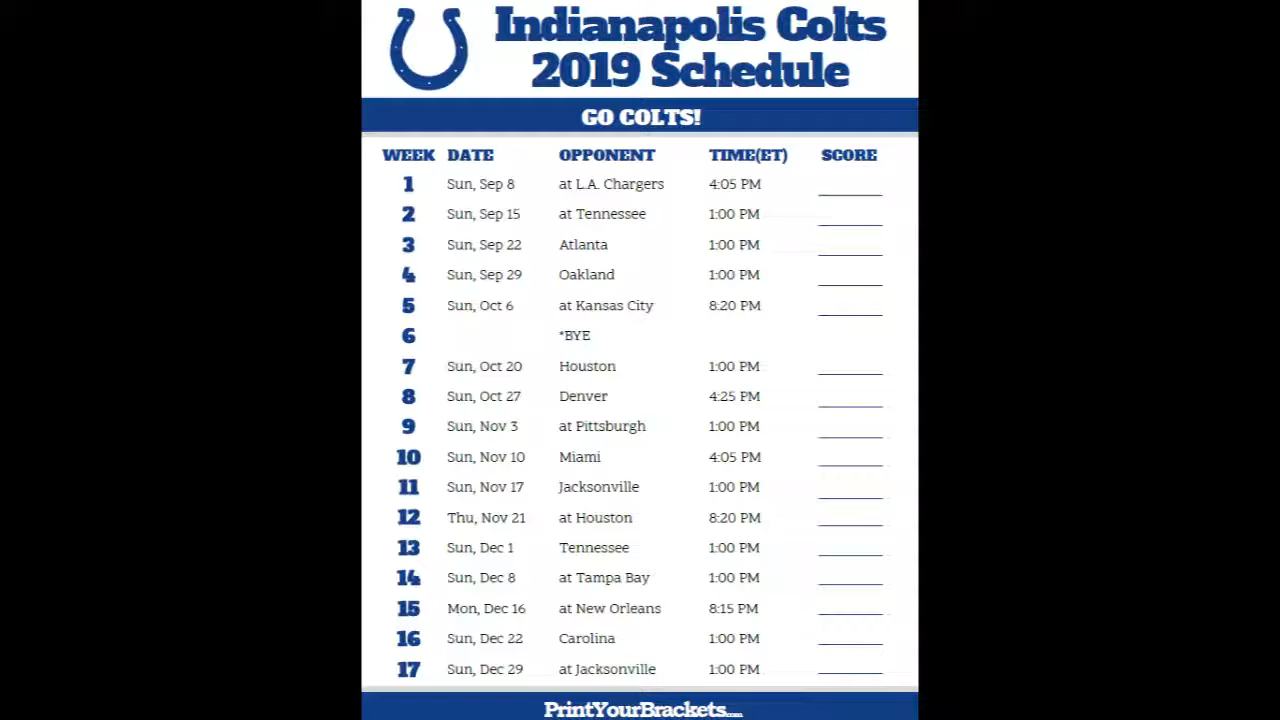 Indianapolis Colts
2019 Schedule
GO COLTS!
WEEK DATE OPPONENT TIME(ET) SCORE
1 Sun, Sep 8 at L.A. Chargers 4:05 PM
2 Sun, Sep 15 at Tennessee 1:00 PM
3 Sun, Sep 22 Atlanta 1:00 PM
4 Sun, Sep 29 Oakland 1:00 PM
5 Sun, Oct 6 at Kansas City 8:20 PM
6 *BYE
7 Sun, Oct 20 Houston 1:00 PM
8 Sun, Oct 27 Denver 4:25 PM
9 Sun, Nov 3 at Pittsburgh 1:00 PM
10 Sun, Nov 10 Miami 4:05 PM
11 Sun, Nov 17 Jacksonville 1:00 PM
12 Thu, Nov 21 at Houston 8:20 PM
13 Sun, Dec 1 Tennessee 1:00 PM
14 Sun, Dec 8 at Tampa Bay 1:00 PM
15 Mon, Dec 16 at New Orleans 8:15 PM
16 Sun, Dec 22 Carolina 1:00 PM
17 Sun, Dec 29 at Jacksonville 1:00 PM
PrintYourBrackets.com